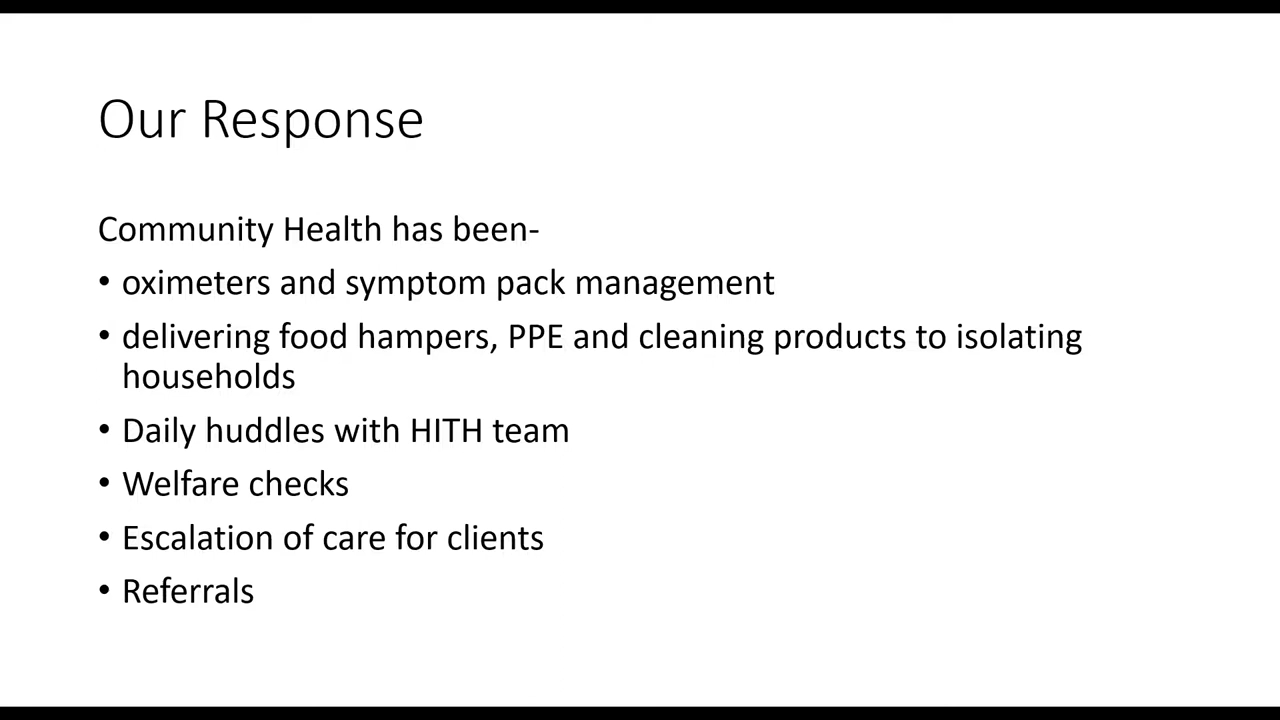 Our Response
Community Health has been-
• oximeters and symptom pack management
• delivering food hampers, PPE and cleaning products to isolating
households
• Daily huddles with HITH team
• Welfare checks
• Escalation of care for clients
• Referrals